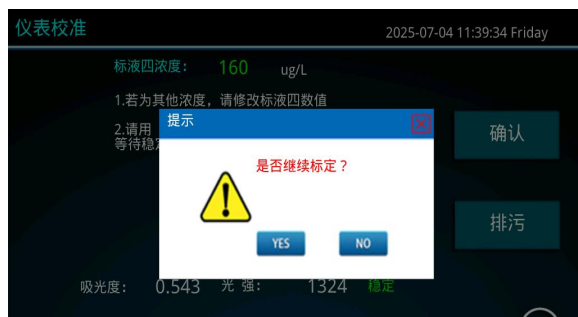 仪表校准
2025-07-04 11:39:34 Friday
标液四浓度： 160 ug/L
1.若为其他浓度，请修改标液四数值
2.请用
等待稳定
提示
是否继续标定？
YES NO
确认
排污
吸光度： 0.543 光 强： 1324 稳定